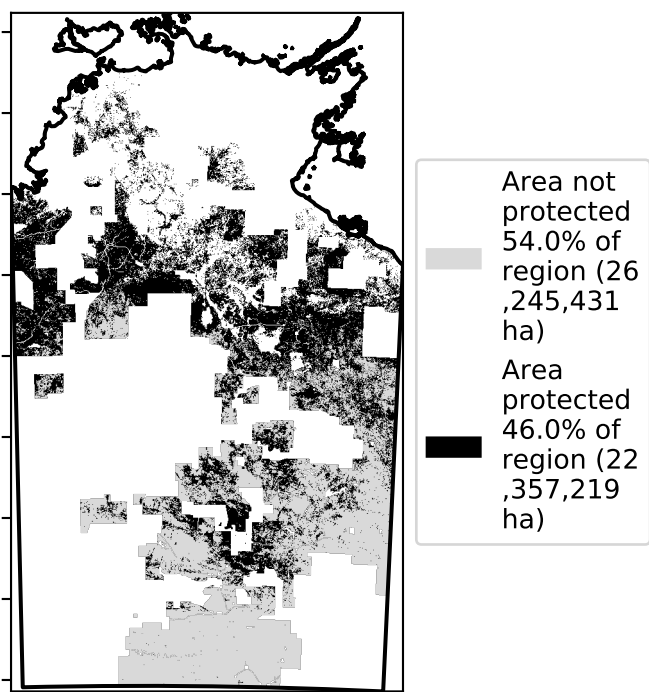 Area not
protected
54.0% of
region (26
,245,431
ha)
Area
protected
46.0% of
region (22
,357,219
ha)